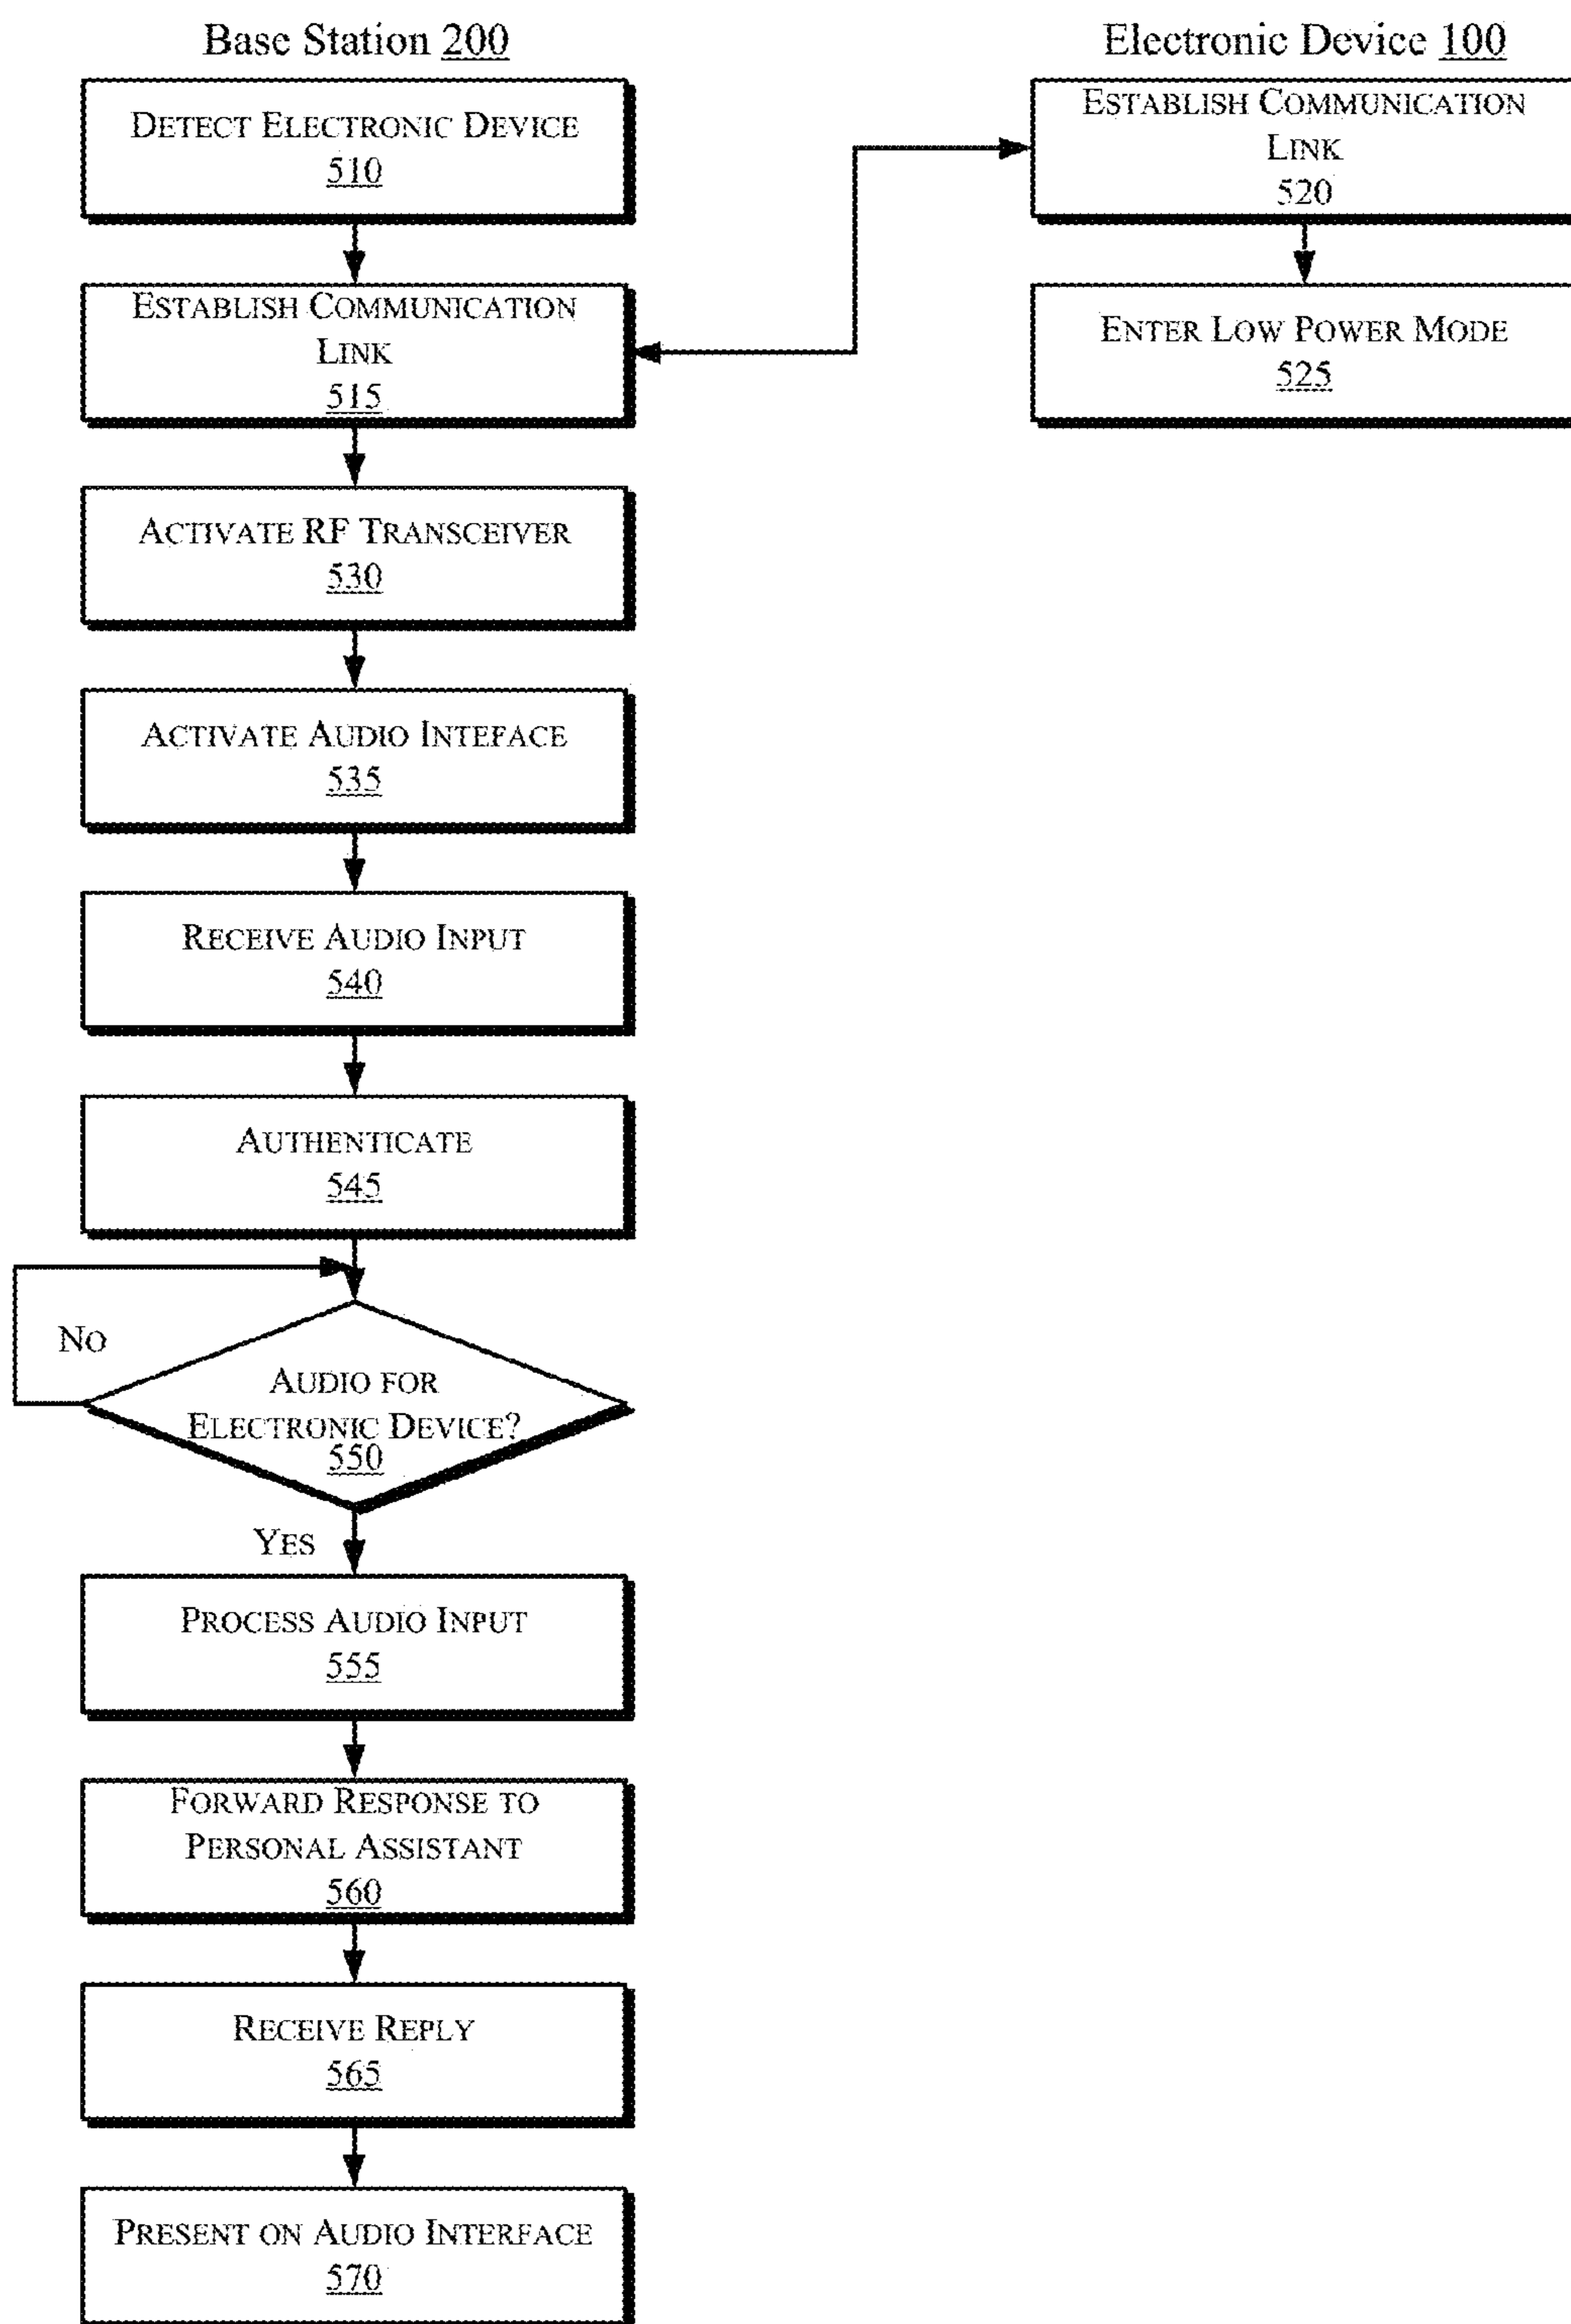 Base Station 200
DETECT ELECTRONIC DEVICE
510
ESTABLISH COMMUNICATION
LINK
515
ACTIVATE RF TRANSCEIVER
530
ACTIVATE AUDIO INTEFACE
535
RECEIVE AUDIO INPUT
540
AUTHENTICATE
545
NO
AUDIO FOR
ELECTRONIC DEVICE?
550
YES
PROCESS AUDIO INPUT
555
FORWARD RESPONSE TO
PERSONAL ASSISTANT
560
RECEIVE REPLY
565
PRESENT ON AUDIO INTERFACE
570
Electronic Device 100
ESTABLISH COMMUNICATION
LINK
520
ENTER LOW POWER MODE
525